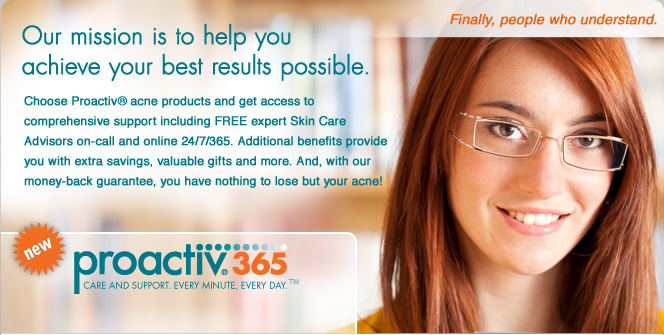 Finally, people who understand.
Our mission is to help you
achieve your best results possible.
Choose Proactiv® acne products and get access to
comprehensive support including FREE expert Skin Care
Advisors on-call and online 24/7/365. Additional benefits provide
you with extra savings, valuable gifts and more. And, with our
money-back guarantee, you have nothing to lose but your acne!
new
proactiv® 365
CARE AND SUPPORT. EVERY MINUTE, EVERY DAY.™